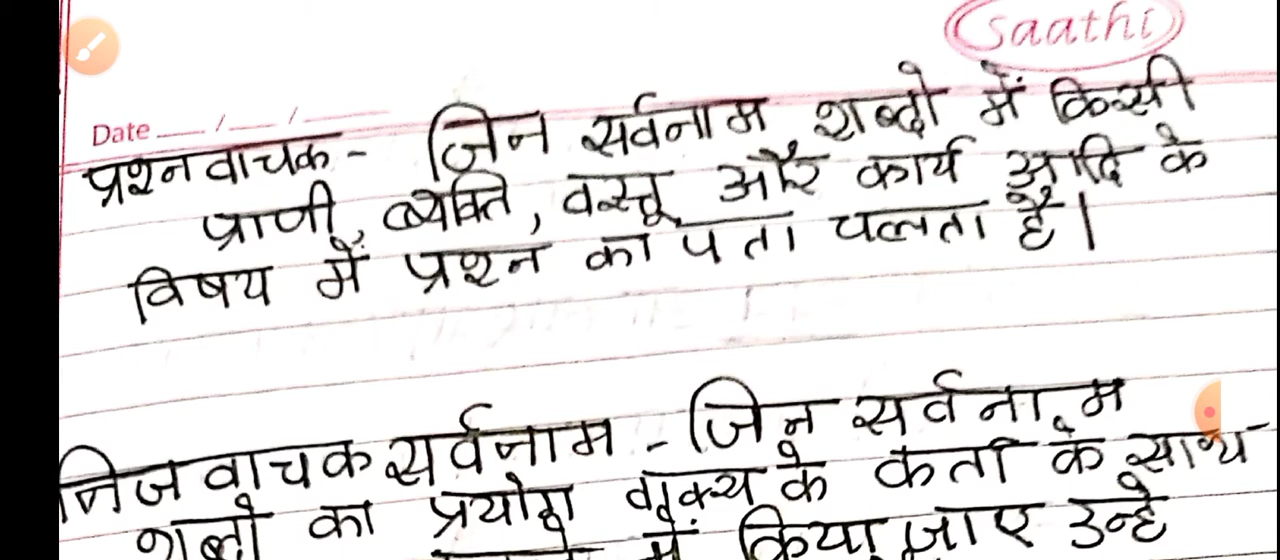 Saathi
Date
प्रश्नवाचक - जिन सर्वनाम शब्दो में किसी
प्राणी, व्यक्ति, वस्तू और कार्य आदि के
विषय में प्रश्न का पता चलता है।
निजवाचक सर्वनाम - जिन सर्वनाम
शब्दो का प्रयोग वाक्य के कर्ता के साथ
में किया जाए उन्हे